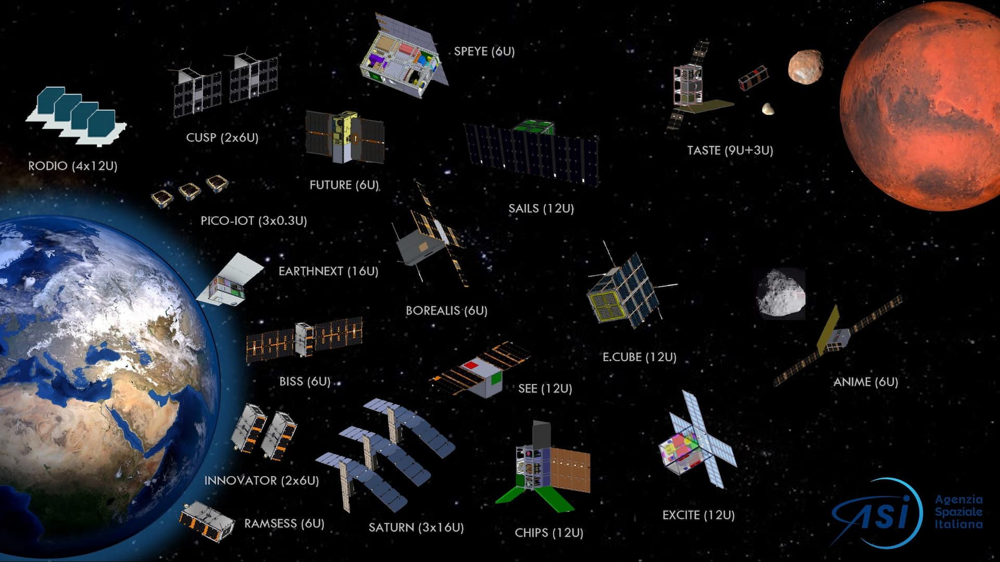 SPEYE (6U)
CUSP (2x6U)
TASTE (9U+3U)
RODIO (4x12U)
FUTURE (6U)
SAILS (12U)
PICO-IOT (3x0.3U)
EARTHNEXT (16U)
BOREALIS (6U)
E.CUBE (12U)
BISS (6U)
ANIME (6U)
SEE (12U)
INNOVATOR (2x6U)
EXCITE (12U)
RAMSESS (6U)
SATURN (3x16U)
CHIPS (12U)
ASI
Agenzia
Spaziale
Italiana